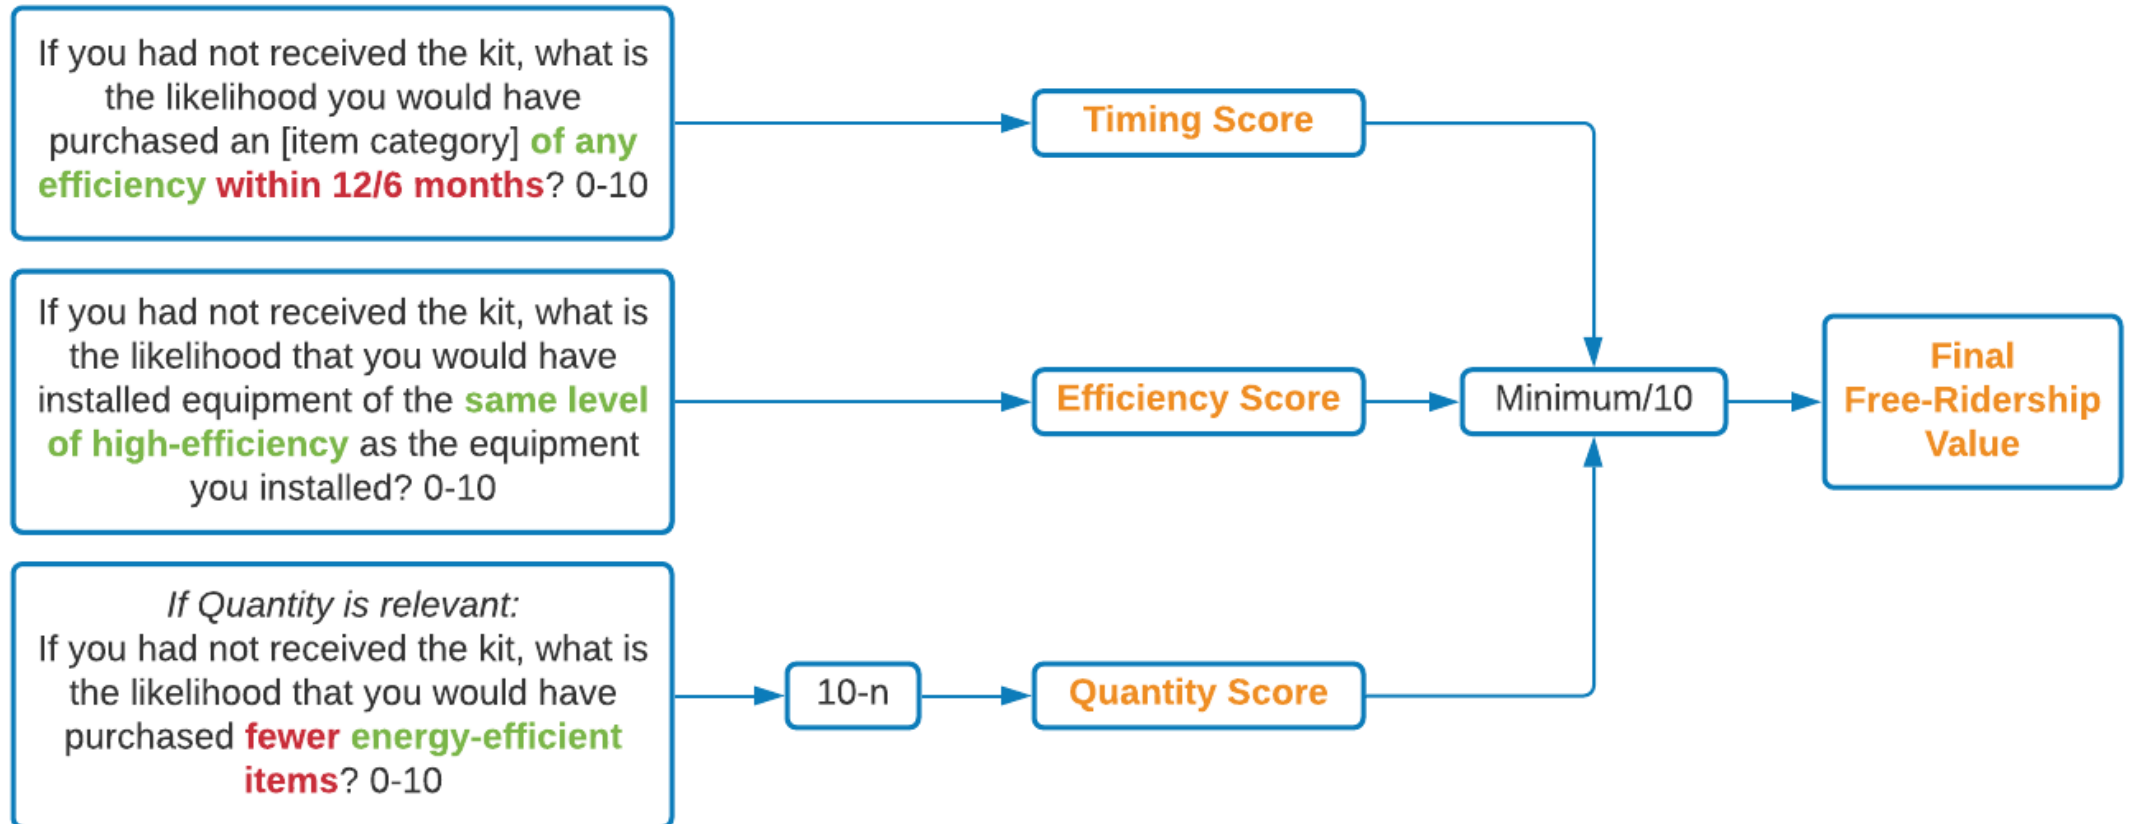 If you had not received the kit, what is
the likelihood you would have
purchased an [item category] of any
efficiency within 12/6 months? 0-10
Timing Score
If you had not received the kit, what is
the likelihood that you would have
installed equipment of the same level
of high-efficiency as the equipment
you installed? 0-10
Efficiency Score
Minimum/10
Final
Free-Ridership
Value
If Quantity is relevant:
If you had not received the kit, what is
the likelihood that you would have
purchased fewer energy-efficient
items? 0-10
10-n
Quantity Score